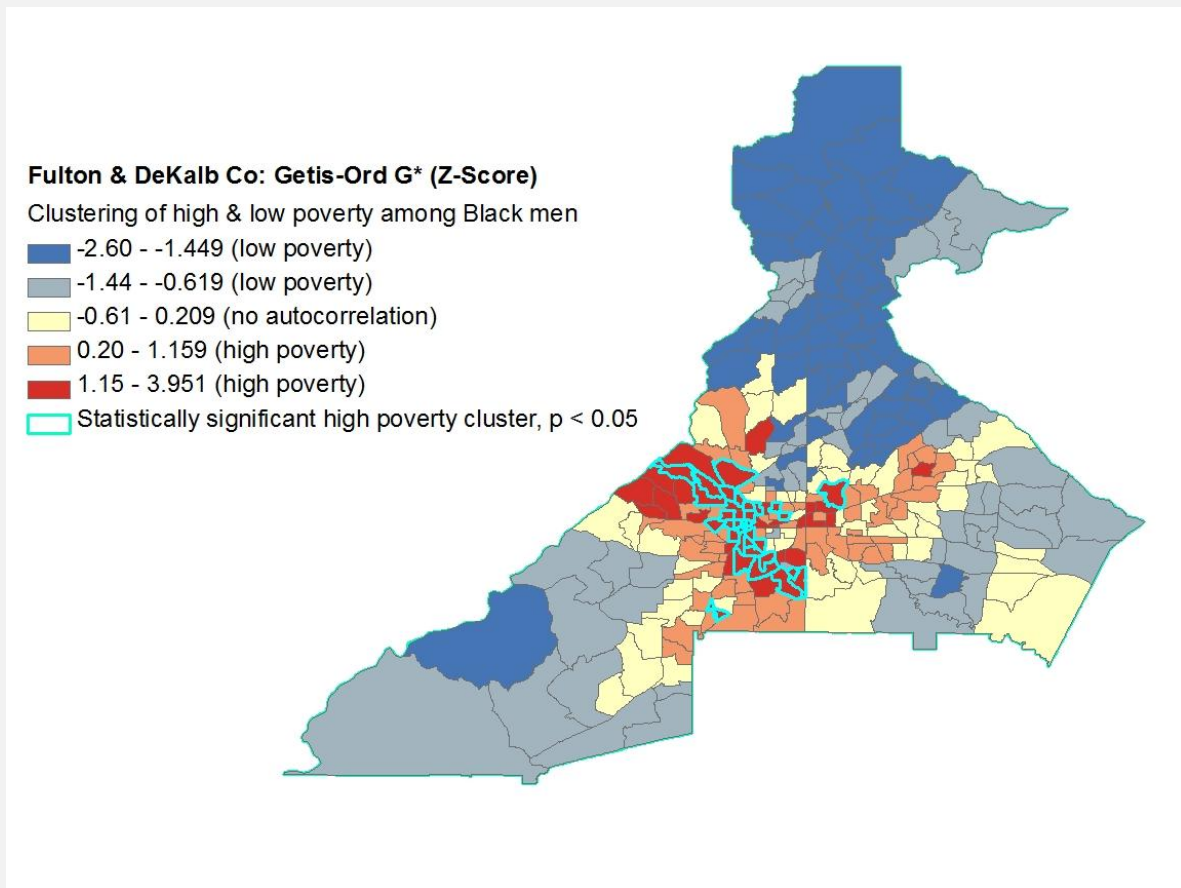 Fulton & DeKalb Co: Getis-Ord G* (Z-Score)
Clustering of high & low poverty among Black men
-2.60 - -1.449 (low poverty)
-1.44 - -0.619 (low poverty)
-0.61 - 0.209 (no autocorrelation)
0.20 - 1.159 (high poverty)
1.15 - 3.951 (high poverty)
Statistically significant high poverty cluster, p < 0.05